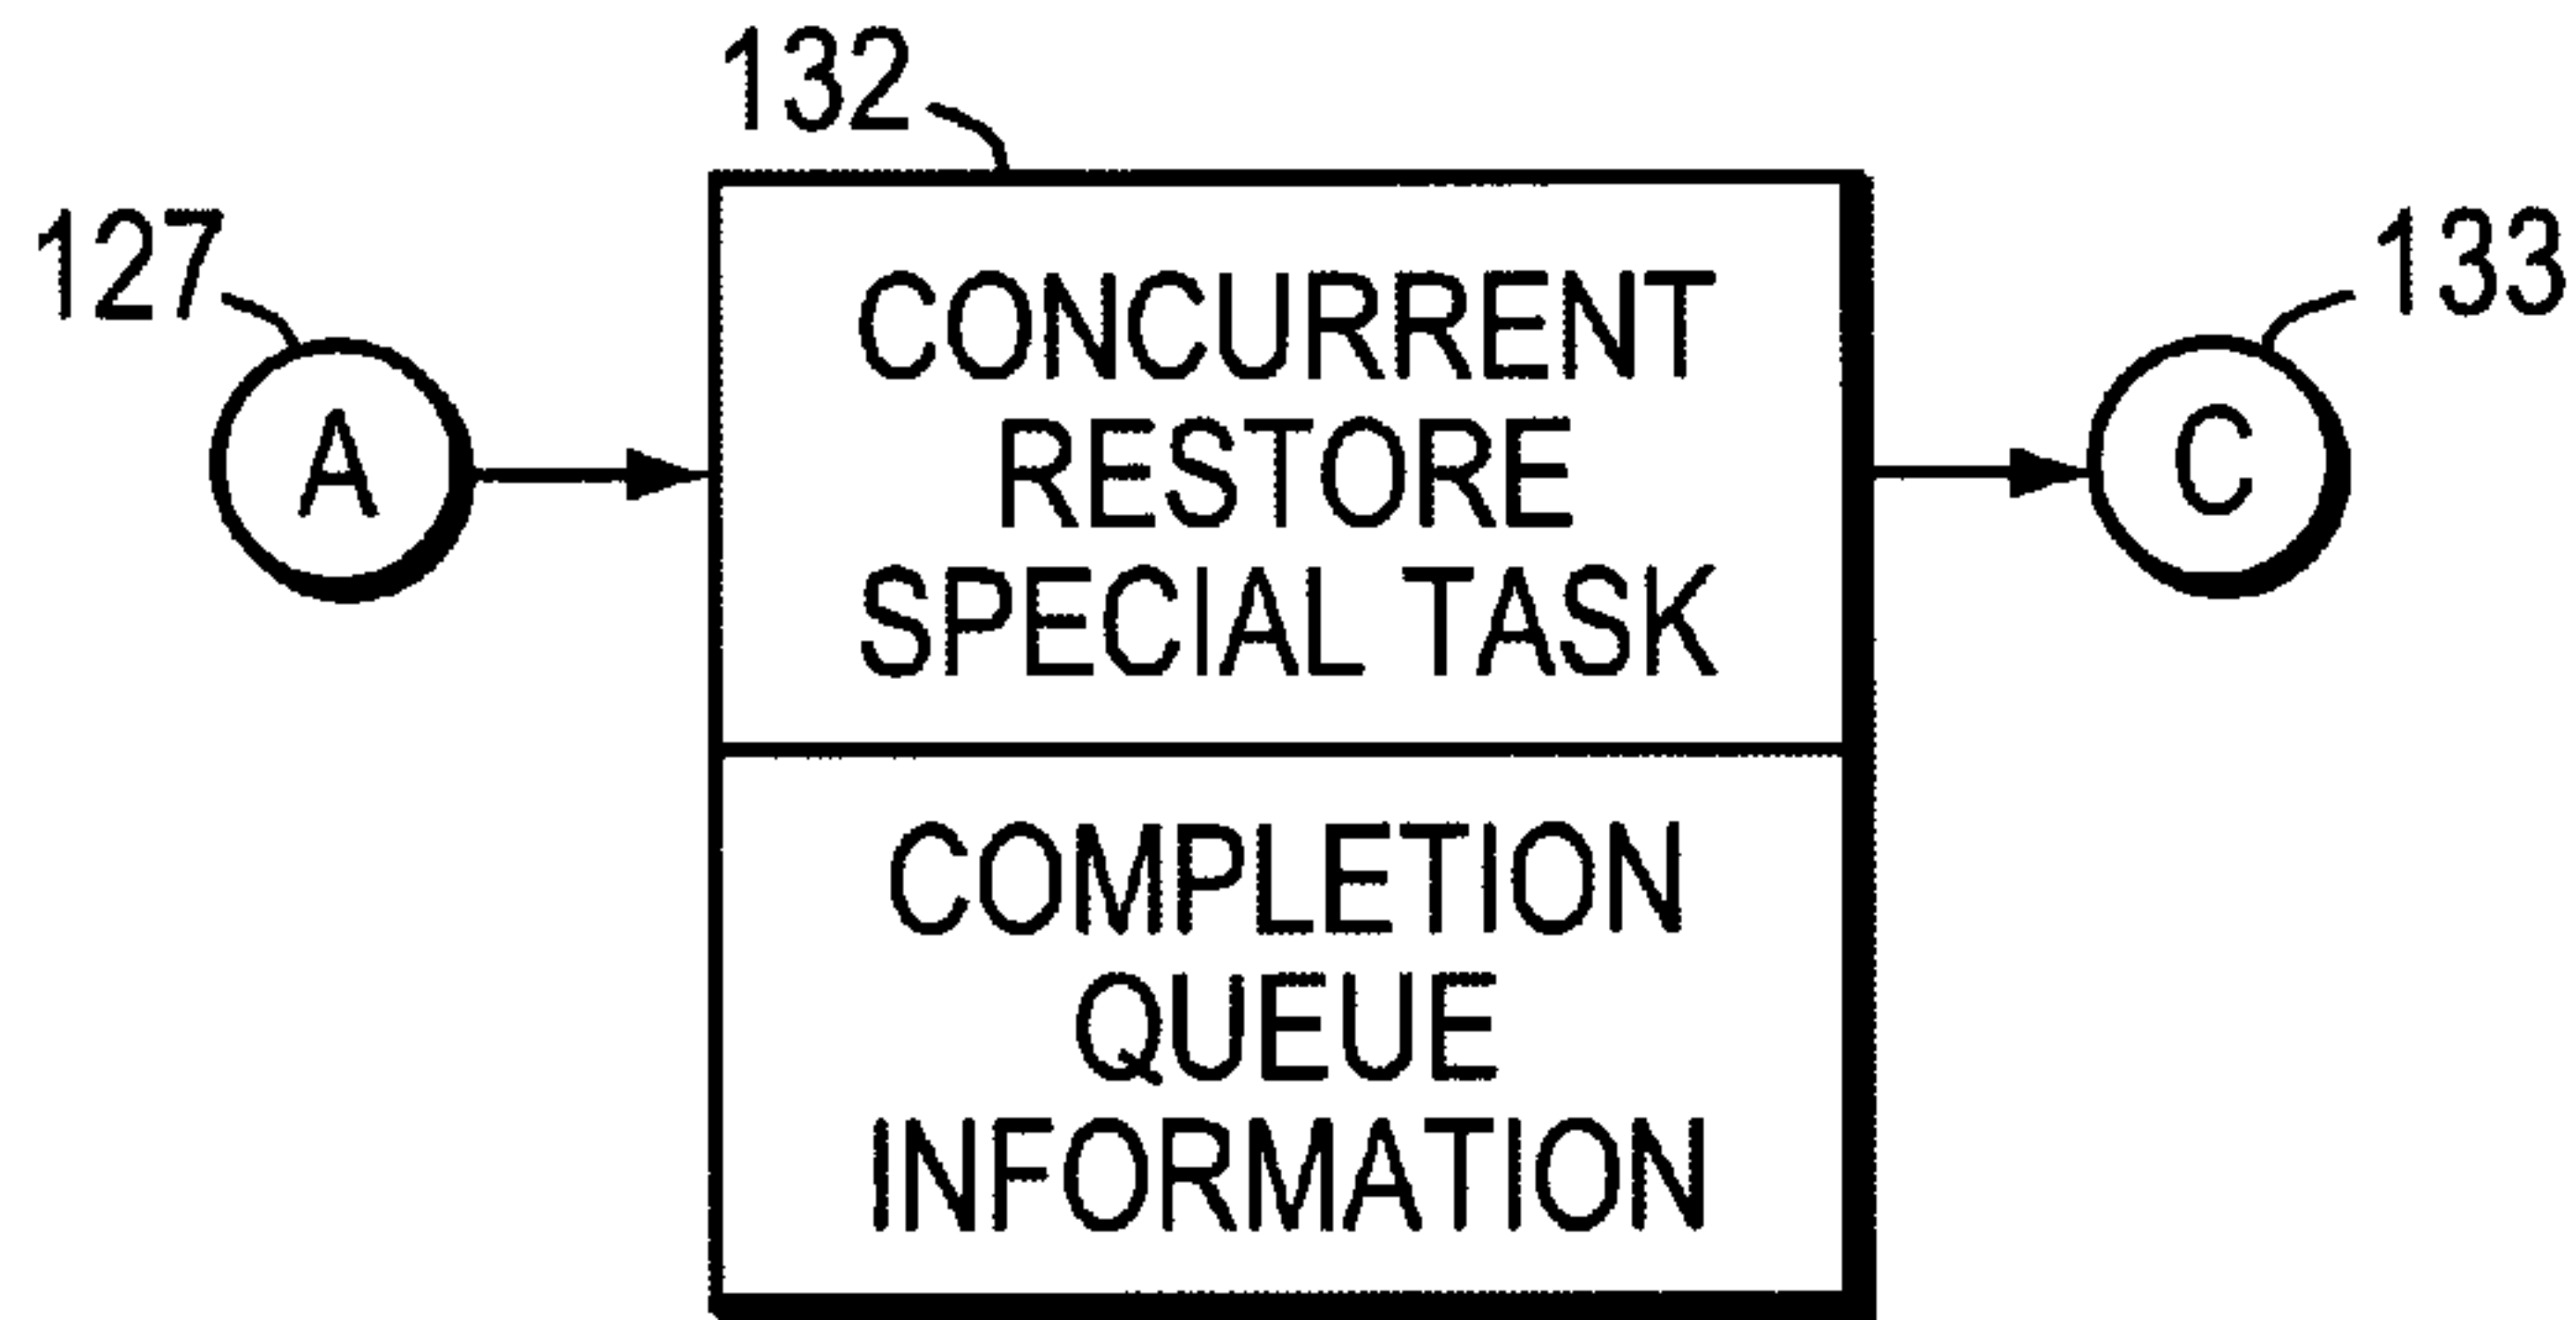 132
127
133
A
CONCURRENT
RESTORE
SPECIAL TASK
C
COMPLETION
QUEUE
INFORMATION